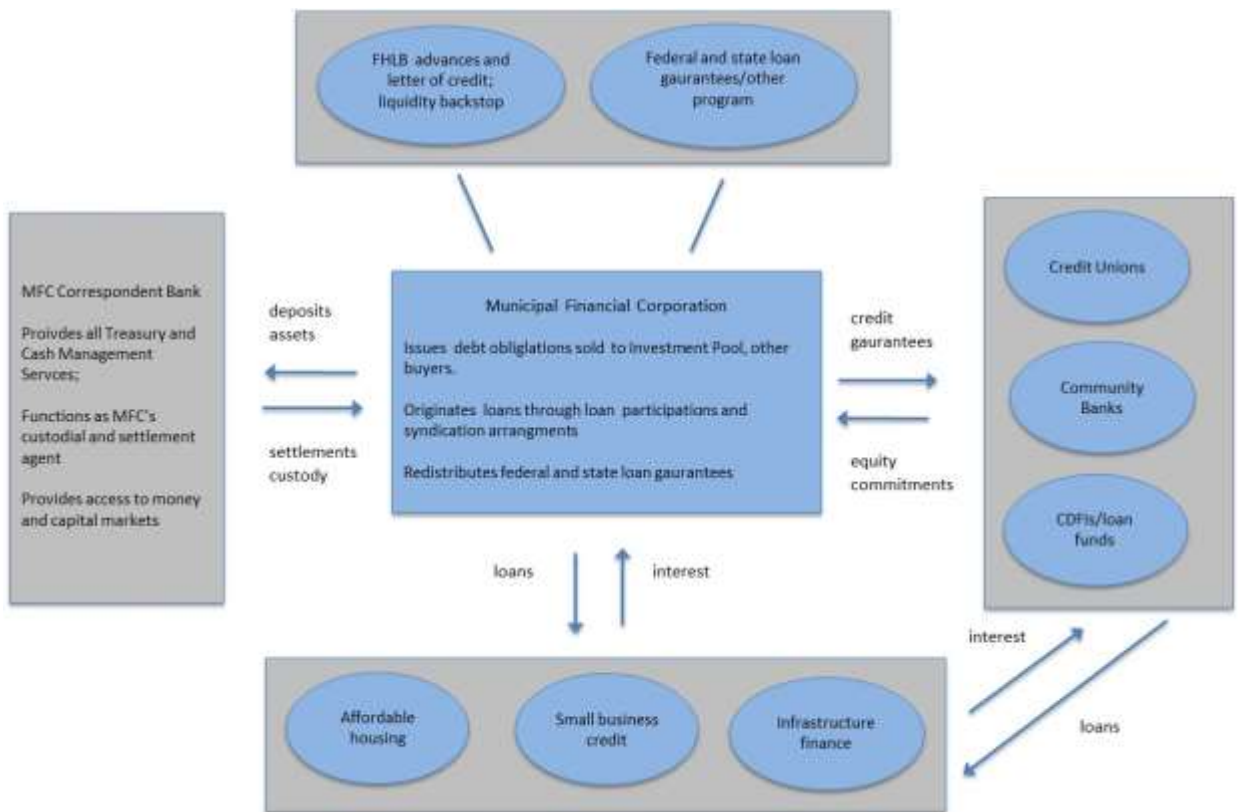 FHLB advances and
letter of credit;
liquidity backstop
Federal and state loan
gaurantees/other
program
MFC Correspondent Bank
Proivdes all Treasury and
Cash Management
Servces;
Functions as MFC's
custodial and settlement
agent
Provides access to money
and capital markets
deposits
assets
settlements
custody
Municipal Financial Corporation
Issues debt obliglations sold to Investment Pool, other
buyers.
Originates loans through loan participations and
syndication arrangments
Redistributes federal and state loan gaurantees
credit
gaurantees
equity
commitments
Credit Unions
Community
Banks
CDFIs/loan
funds
loans
interest
interest
loans
Affordable
housing
Small business
credit
Infrastructure
finance